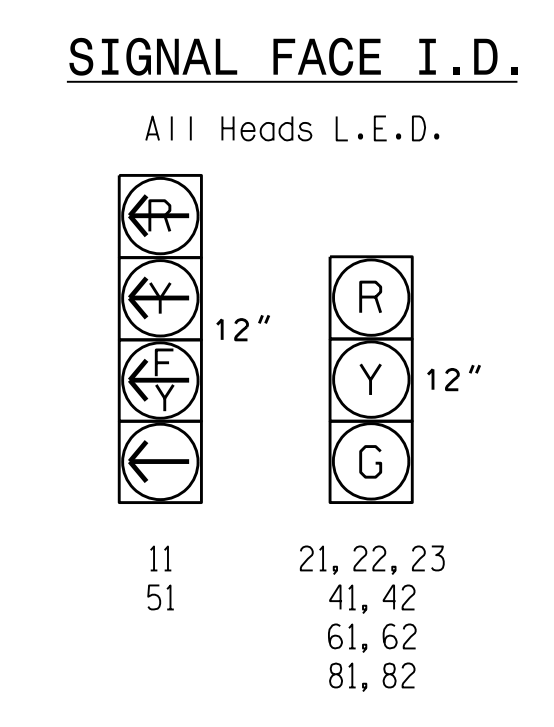 SIGNAL FACE I.D.
All Heads L.E.D.
R
Y
F
Y
12"
11
51
R
Y
G
12"
21, 22, 23
41, 42
61, 62
81, 82